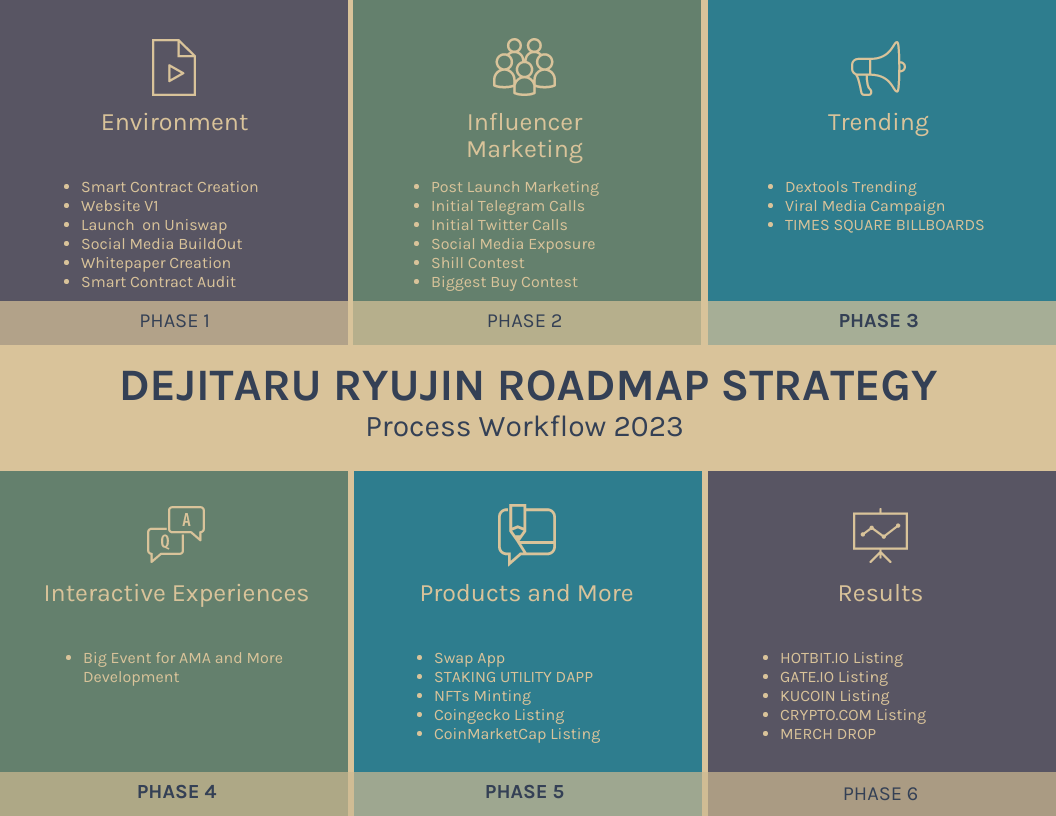 Environment
Smart Contract Creation
Website V1
Launch  on Uniswap
Social Media BuildOut
Whitepaper Creation
Smart Contract Audit
PHASE 1
Influencer
Marketing
Post Launch Marketing
Initial Telegram Calls
Initial Twitter Calls
Social Media Exposure
Shill Contest
Biggest Buy Contest
PHASE 2
Trending
Dextools Trending
Viral Media Campaign
TIMES SQUARE BILLBOARDS
PHASE 3
DEJITARU RYUJIN ROADMAP STRATEGY
Process Workflow 2023
Q
A
Interactive Experiences
Big Event for AMA and More
Development
PHASE 4
Products and More
Swap App
STAKING UTILITY DAPP
NFTs Minting
Coingecko Listing
CoinMarketCap Listing
PHASE 5
Results
HOTBIT.IO Listing
GATE.IO Listing
KUCOIN Listing
CRYPTO.COM Listing
MERCH DROP
PHASE 6